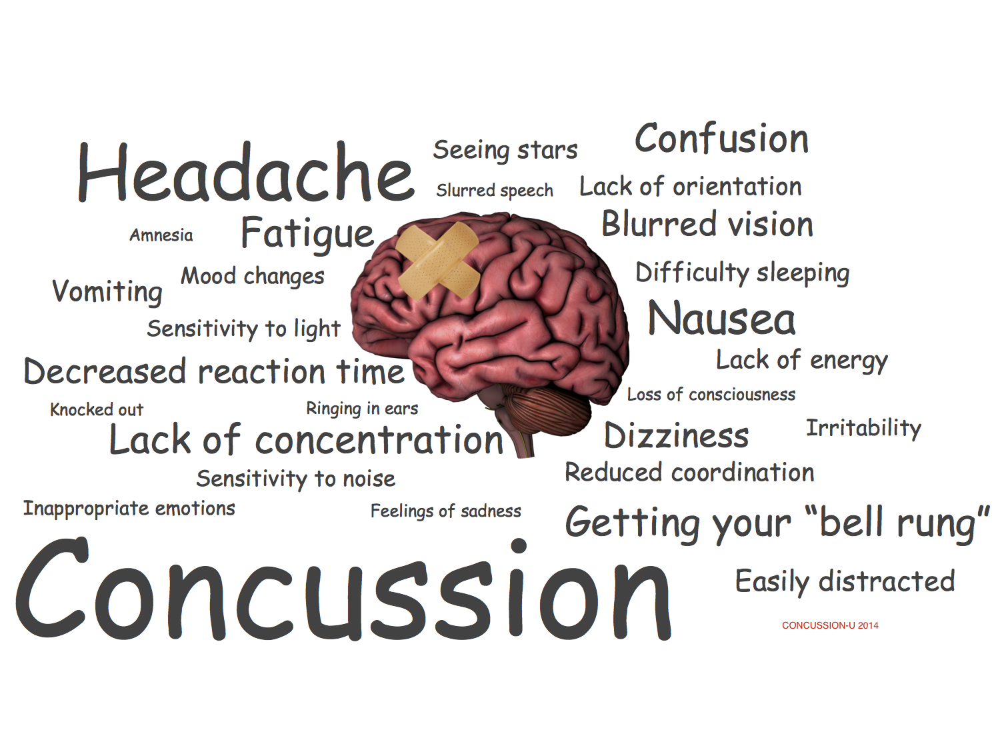 Confusion
Headache
Seeing stars
Slurred speech
Lack of orientation
Amnesia
Fatigue
Blurred vision
Vomiting
Mood changes
Difficulty sleeping
Sensitivity to light
Nausea
Decreased reaction time
Lack of energy
Knocked out
Ringing in ears
Loss of consciousness
Lack of concentration
Dizziness
Irritability
Sensitivity to noise
Reduced coordination
Inappropriate emotions
Feelings of sadness
Getting your “bell rung”
Concussion
Easily distracted
CONCUSSION-U 2014